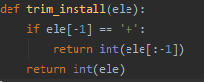 def trim_install(ele):
    if ele[-1] == '+':
        return int(ele[:-1])
    return int(ele)